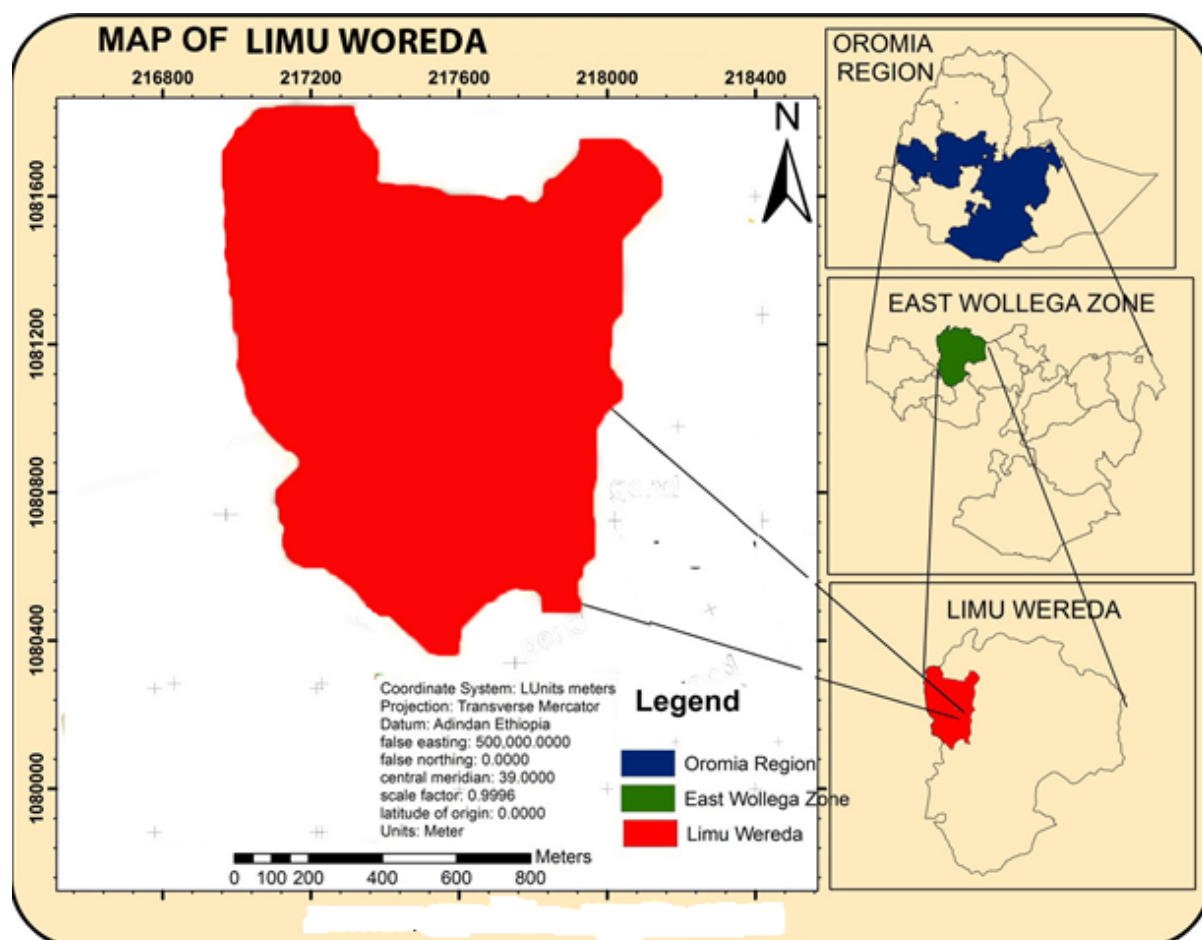 MAP OF LIMU WOREDA
216800 217200 217600 218000 218400
1081600
1081200
1080800
1080400
1080000
N
Coordinate System: LUnits meters
Projection: Transverse Mercator
Datum: Adindan Ethiopia
false easting: 500,000.0000
false northing: 0.0000
central meridian: 39.0000
scale factor: 0.9996
latitude of origin: 0.0000
Units: Meter
Meters
0 100 200 400 600 800
Legend
Oromia Region
East Wollega Zone
Limu Wereda
OROMIA
REGION
EAST WOLLEGA ZONE
LIMU WEREDA